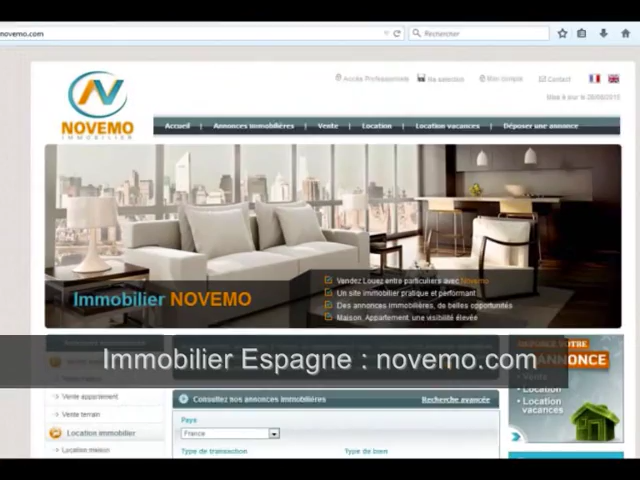 novemo.com
Rechercher
Accès Professionnels
Ma sélection
Mon compte
Contact
NOVEMO
IMMOBILIER
Accueil | Annonces immobilières | Vente | Location | Location vacances | Déposer une annonce
Immobilier NOVEMO
Vendez Louez entre particuliers avec Novemo
Un site immobilier pratique et performant
Des annonces immobilières, de belles opportunités
Maison, Appartement, une visibilité élevée
Immobilier Espagne : novemo.com
VOTRE
ANNONCE
Vente
Location
Location
vacances
Vente appartement
Vente terrain
Location immobilier
Location maison
Consultez nos annonces immobilières
Recherche avancée
Pays
France
Type de transaction
Type de bien